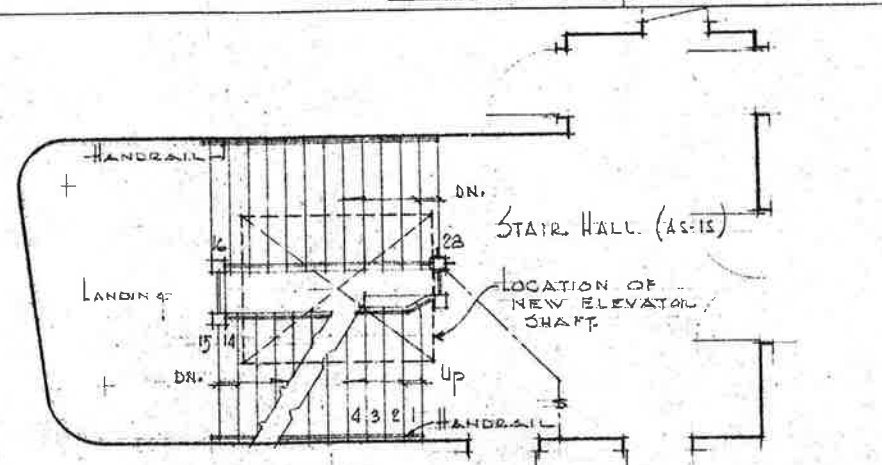 HANDRAIL
DN.
STAIR HALL (AS-IS)
16
28
LOCATION OF
NEW ELEVATOR
SHAFT
LANDING
15 14
DN.
UP
4 3 2 1
HANDRAIL
S